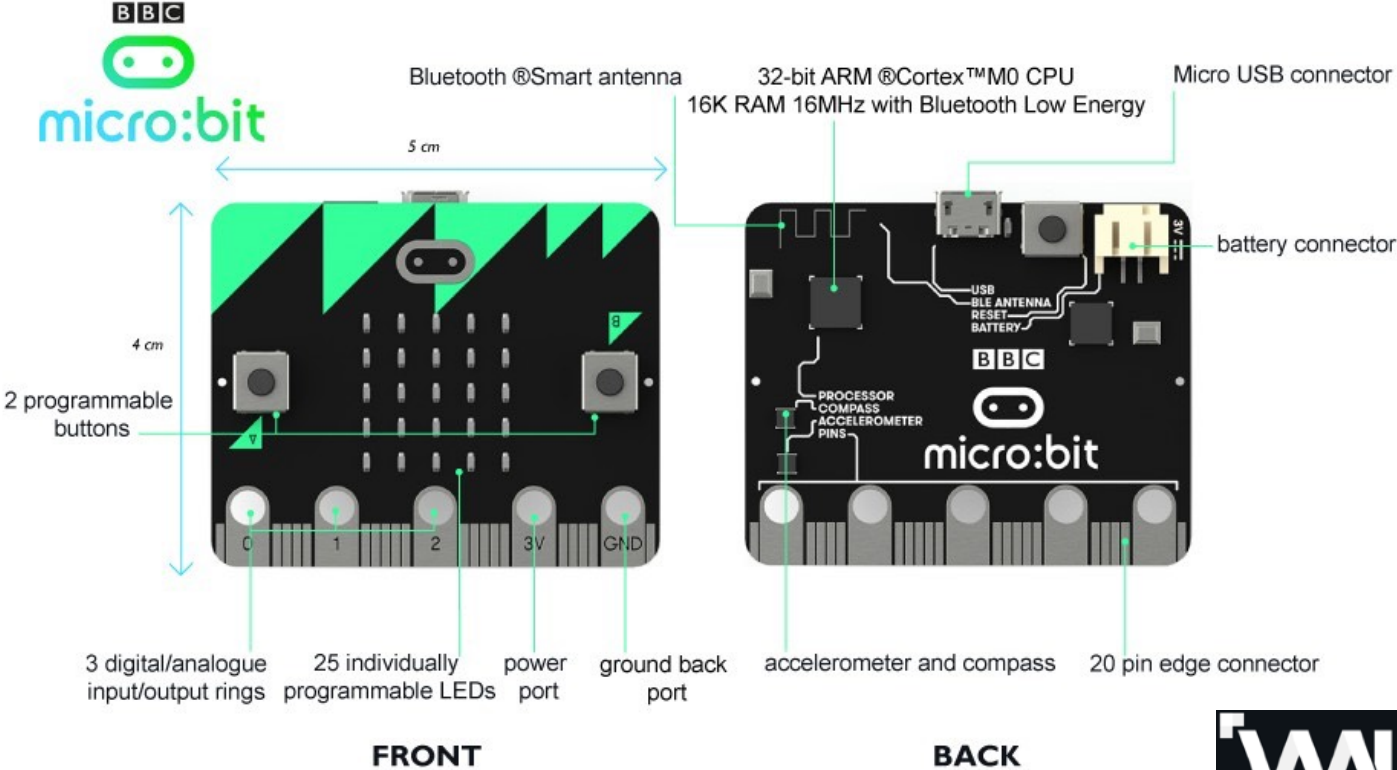 BBC
micro:bit
Bluetooth ®Smart antenna
32-bit ARM ®Cortex™M0 CPU
16K RAM 16MHz with Bluetooth Low Energy
Micro USB connector
5 cm
4 cm
battery connector
3V
USB
BLE ANTENNA
RESET
BATTERY
B
A
2 programmable
buttons
BBC
micro:bit
PROCESSOR
COMPASS
ACCELEROMETER
PINS
0
1
2
3V
GND
3 digital/analogue
input/output rings
25 individually
programmable LEDs
power
port
ground back
port
accelerometer and compass
20 pin edge connector
FRONT
BACK